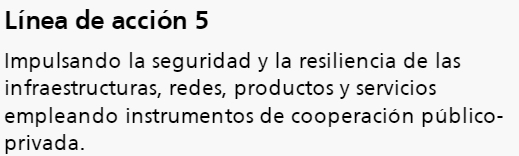 Línea de acción 5
Impulsando la seguridad y la resiliencia de las
infraestructuras, redes, productos y servicios
empleando instrumentos de cooperación público-
privada.